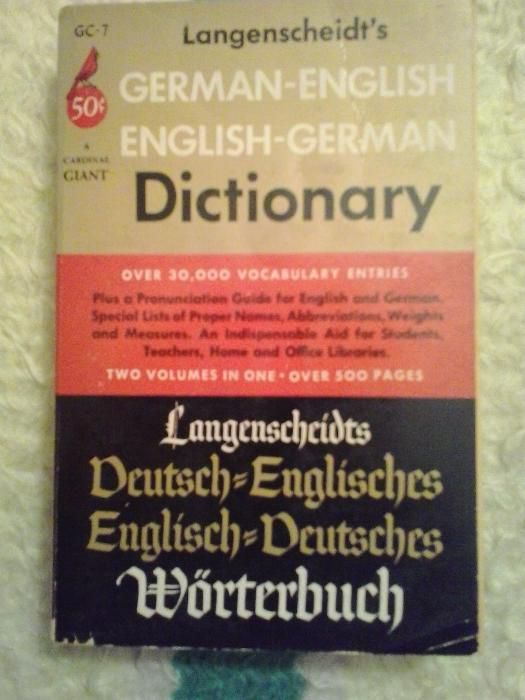 GC-7
Langenscheidt's
GERMAN-ENGLISH
50¢
ENGLISH-GERMAN
A
CARDINAL
GIANT
Dictionary
OVER 30,000 VOCABULARY ENTRIES
Plus a Pronunciation Guide for English and German.
Special Lists of Proper Names, Abbreviations, Weights
and Measures. An Indispensable Aid for Students,
Teachers, Home and Office Libraries.
TWO VOLUMES IN ONE • OVER 500 PAGES
Langenscheidts
Deutsch=Englisches
Englisch=Deutsches
Wörterbuch